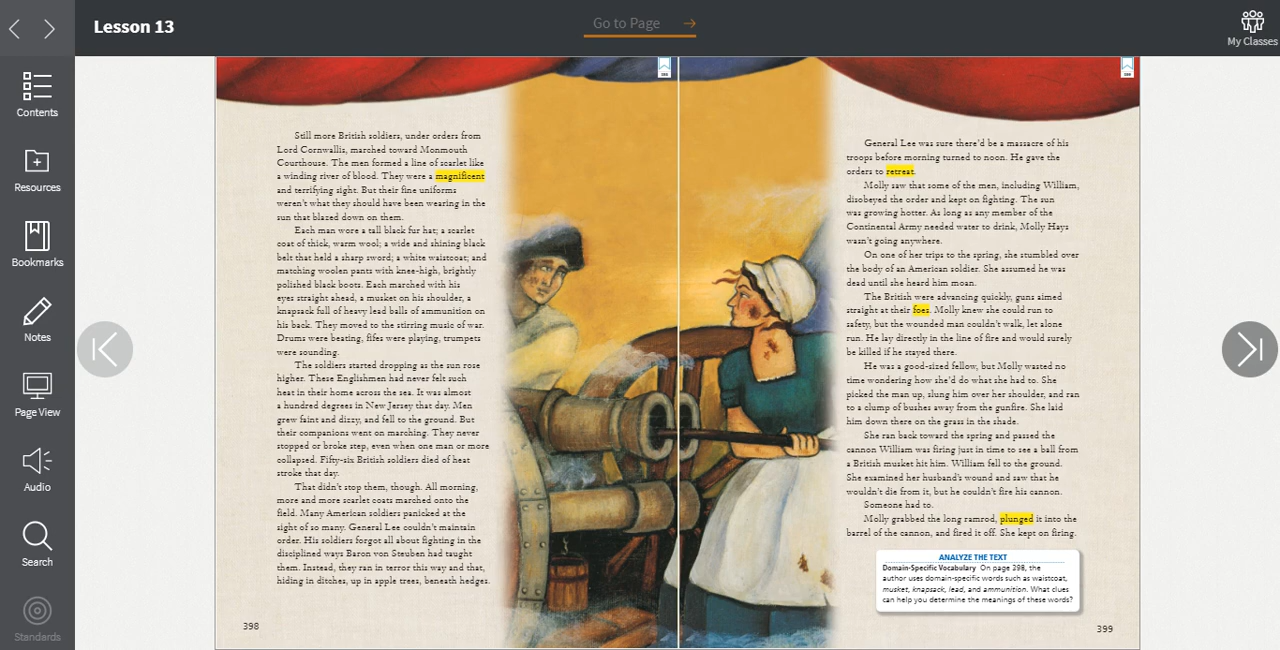 Lesson 13
Go to Page →
My Classes
Contents
Resources
Bookmarks
Notes
Page View
Audio
Search
Standards
398
399
Still more British soldiers, under orders from
Lord Cornwallis, marched toward Monmouth
Courthouse. The men formed a line of scarlet like
a winding river of blood. They were a magnificent
and terrifying sight. But their fine uniforms
weren't what they should have been wearing in the
sun that blazed down on them.
Each man wore a tall black fur hat; a scarlet
coat of thick, warm wool; a wide and shining black
belt that held a sharp sword; a white waistcoat; and
matching woolen pants with knee-high, brightly
polished black boots. Each marched with his
eyes straight ahead, a musket on his shoulder, a
knapsack full of heavy lead balls of ammunition on
his back. They moved to the stirring music of war.
Drums were beating, fifes were playing, trumpets
were sounding.
The soldiers started dropping as the sun rose
higher. These Englishmen had never felt such
heat in their home across the sea. It was almost
a hundred degrees in New Jersey that day. Men
grew faint and dizzy, and fell to the ground. But
their companions went on marching. They never
stopped or broke step, even when one man or more
collapsed. Fifty-six British soldiers died of heat
stroke that day.
That didn't stop them, though. All morning,
more and more scarlet coats marched onto the
field. Many American soldiers panicked at the
sight of so many. General Lee couldn't maintain
order. His soldiers forgot all about fighting in the
disciplined ways Baron von Steuben had taught
them. Instead, they ran in terror this way and that,
hiding in ditches, up in apple trees, beneath hedges.
398
General Lee was sure there'd be a massacre of his
troops before morning turned to noon. He gave the
orders to retreat.
Molly saw that some of the men, including William,
disobeyed the order and kept on fighting. The sun
was growing hotter. As long as any member of the
Continental Army needed water to drink, Molly Hays
wasn't going anywhere.
On one of her trips to the spring, she stumbled over
the body of an American soldier. She assumed he was
dead until she heard him moan.
The British were advancing quickly, guns aimed
straight at their foes. Molly knew she could run to
safety, but the wounded man couldn't walk, let alone
run. He lay directly in the line of fire and would surely
be killed if he stayed there.
He was a good-sized fellow, but Molly wasted no
time wondering how she'd do what she had to. She
picked the man up, slung him over her shoulder, and ran
to a clump of bushes away from the gunfire. She laid
him down there on the grass in the shade.
She ran back toward the spring and passed the
cannon William was firing just in time to see a ball from
a British musket hit him. William fell to the ground.
She examined her husband's wound and saw that he
wouldn't die from it, but he couldn't fire his cannon.
Someone had to.
Molly grabbed the long ramrod, plunged it into the
barrel of the cannon, and fired it off. She kept on firing.
ANALYZE THE TEXT
Domain-Specific Vocabulary On page 398, the
author uses domain-specific words such as waistcoat,
musket, knapsack, lead, and ammunition. What clues
can help you determine the meanings of these words?
399